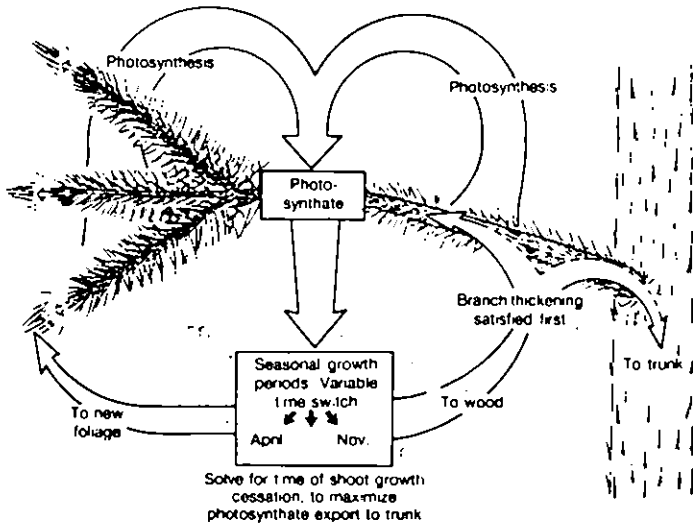 Photosynthesis
Photosynthesis
Photo-
synthate
Branch thickening
satisfied first
To trunk
Seasonal growth
periods Variable
time switch
April Nov.
To new
foliage
To wood
Solve for time of shoot growth
cessation, to maximize
photosynthate export to trunk